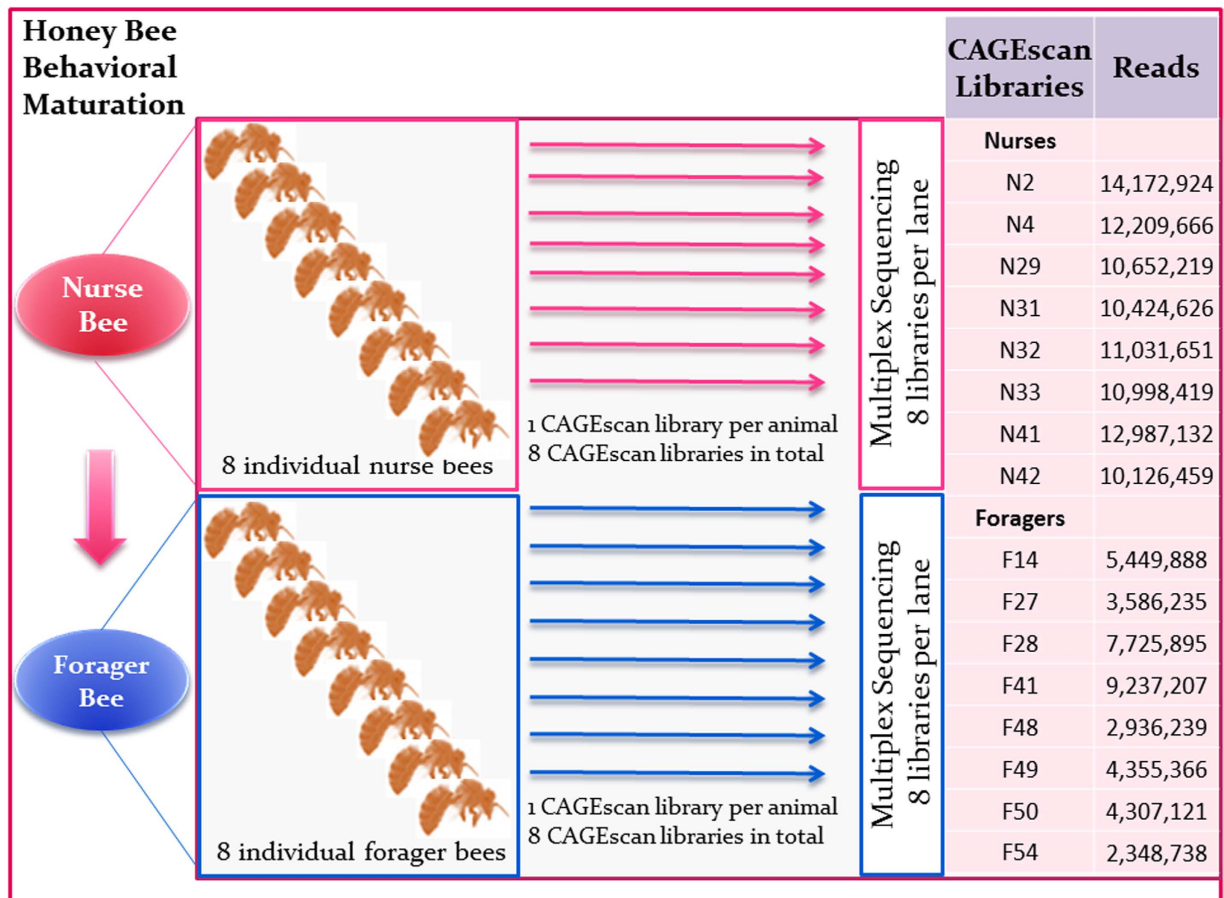 Honey Bee
Behavioral
Maturation
Nurse
Bee
8 individual nurse bees
1 CAGEscan library per animal
8 CAGEscan libraries in total
Multiplex Sequencing
8 libraries per lane
Forager
Bee
8 individual forager bees
1 CAGEscan library per animal
8 CAGEscan libraries in total
Multiplex Sequencing
8 libraries per lane
CAGEscan Libraries Reads
Nurses
N2 14,172,924
N4 12,209,666
N29 10,652,219
N31 10,424,626
N32 11,031,651
N33 10,998,419
N41 12,987,132
N42 10,126,459
Foragers
F14 5,449,888
F27 3,586,235
F28 7,725,895
F41 9,237,207
F48 2,936,239
F49 4,355,366
F50 4,307,121
F54 2,348,738